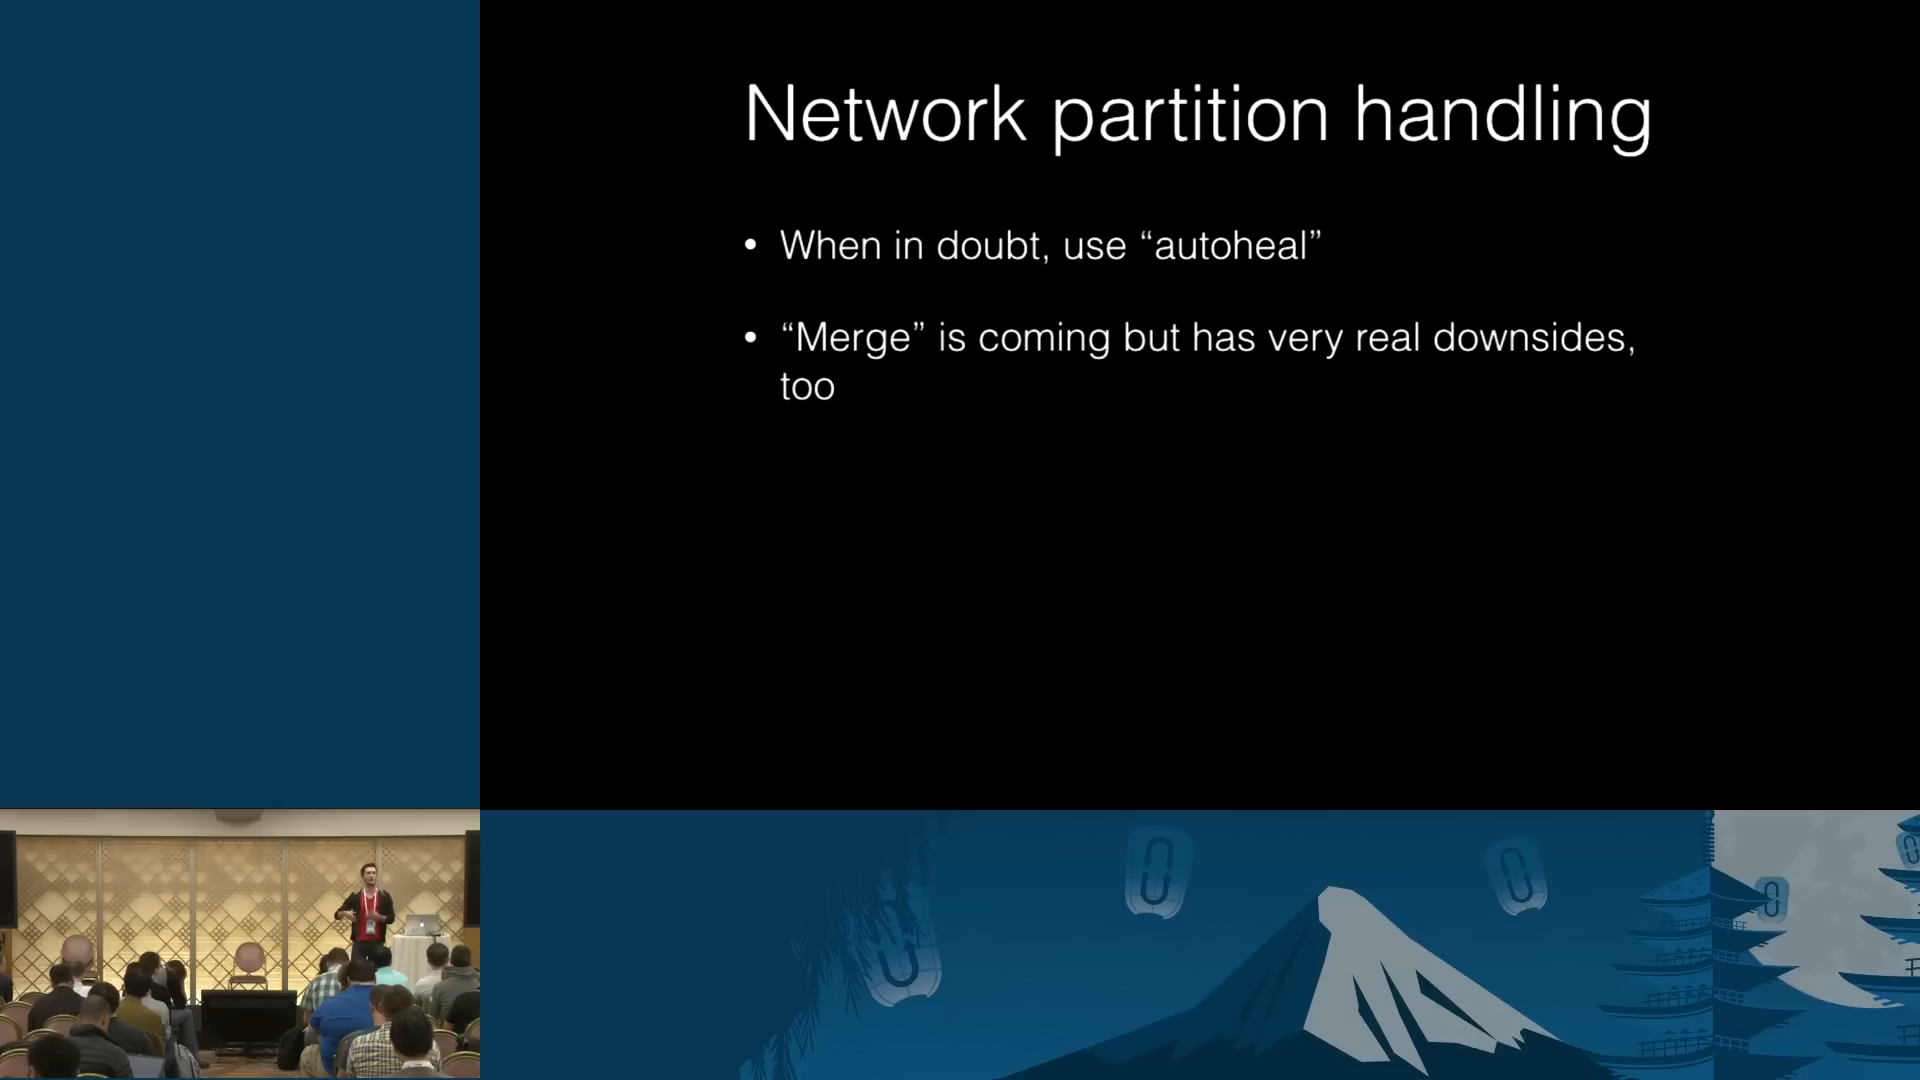 Network partition handling
• When in doubt, use “autoheal”
• “Merge” is coming but has very real downsides,
too